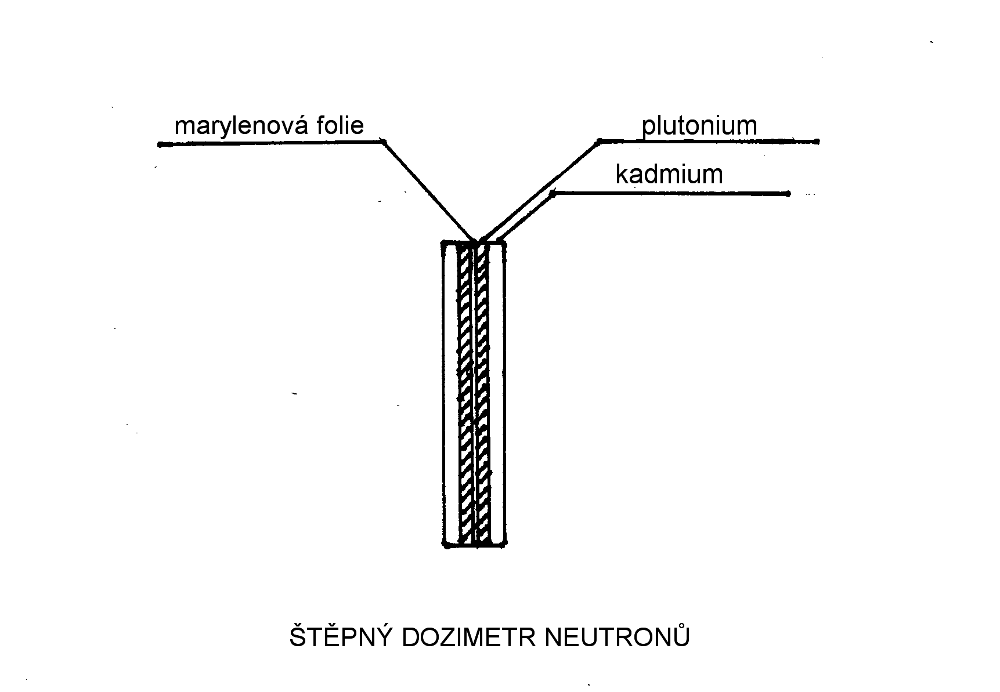 marylenová folie
plutonium
kadmium
ŠTĚPNÝ DOZIMETR NEUTRONŮ